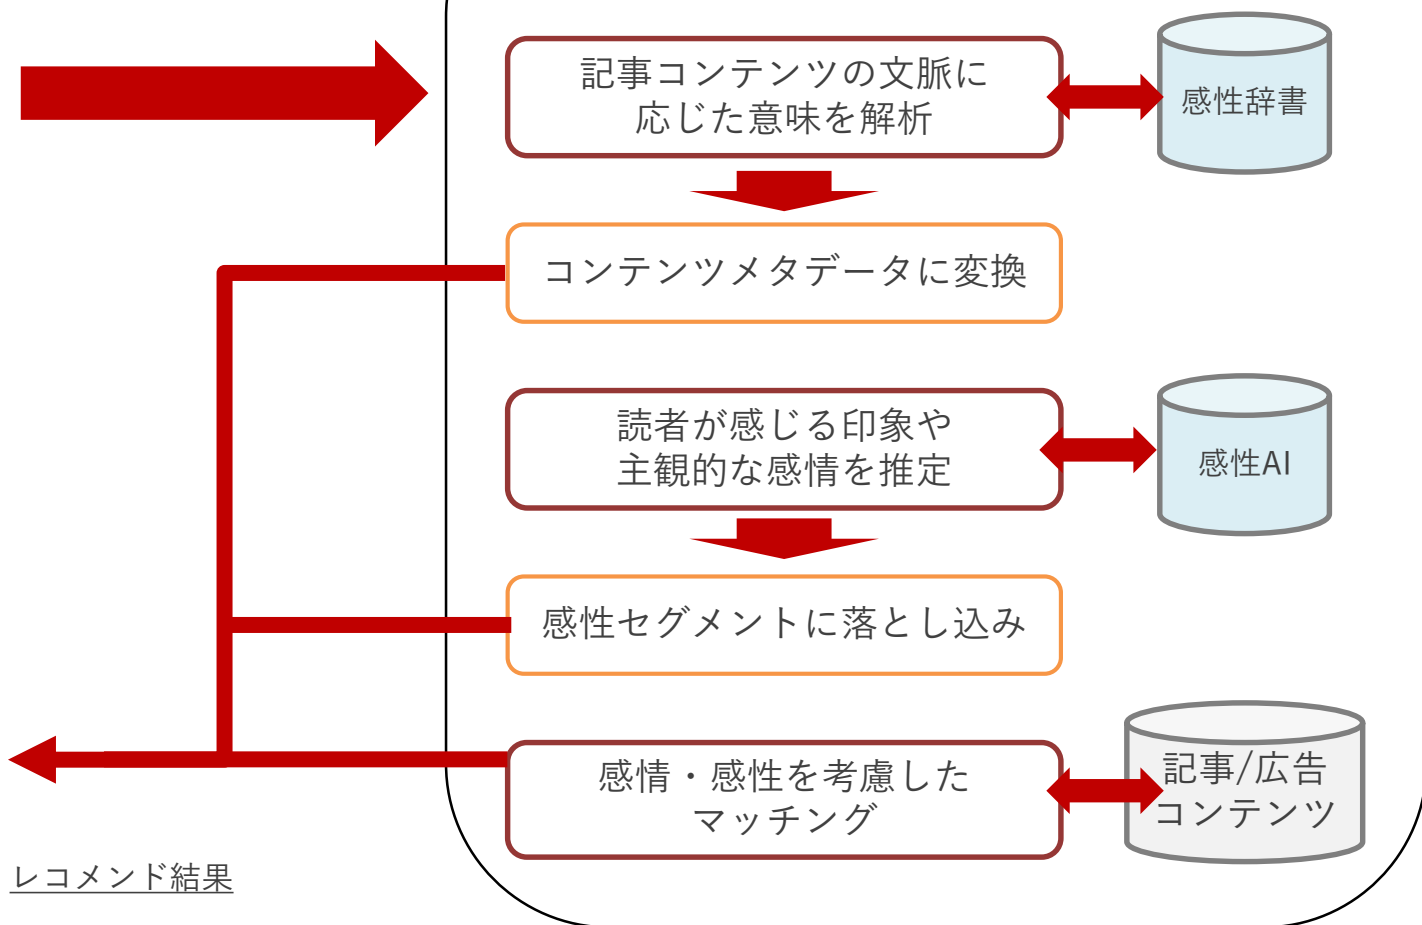 記事コンテンツの文脈に
応じた意味を解析
感性辞書
コンテンツメタデータに変換
読者が感じる印象や
主観的な感情を推定
感性AI
感性セグメントに落とし込み
感情・感性を考慮した
マッチング
記事/広告
コンテンツ
レコメンド結果